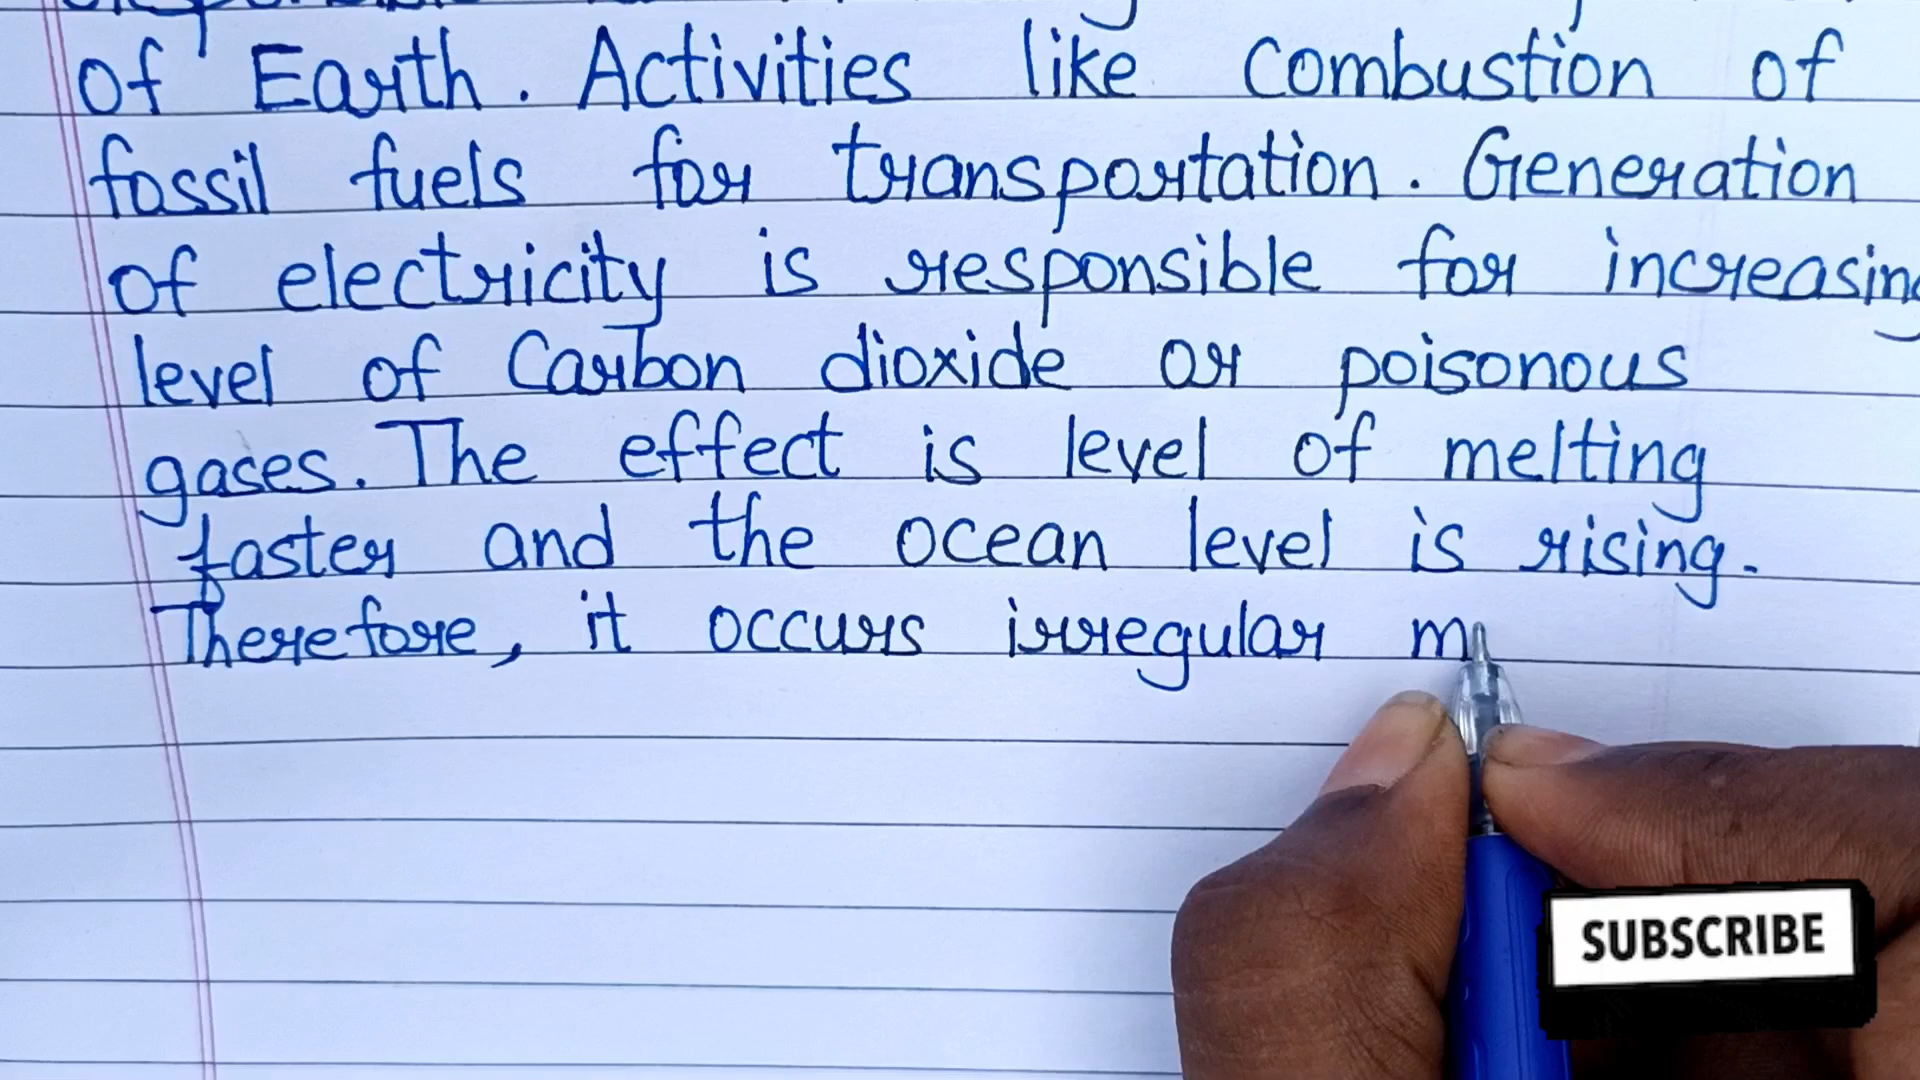 of Earth. Activities like combustion of
fossil fuels for transportation. Generation
of electricity is responsible for increasing
level of Carbon dioxide or poisonous
gases. The effect is level of melting
faster and the ocean level is rising.
Therefore, it occurs irregular m
SUBSCRIBE